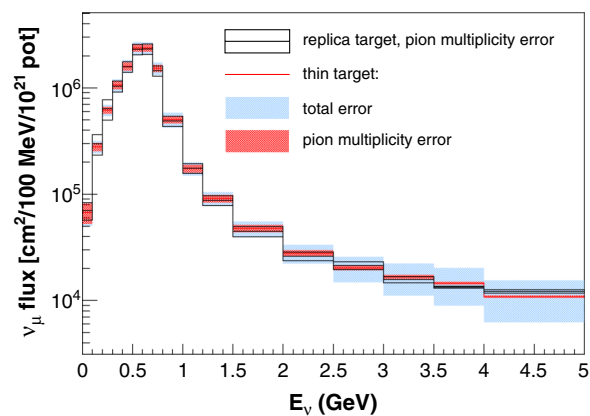 replica target, pion multiplicity error
thin target:
total error
pion multiplicity error
ν_μ flux [cm²/100 MeV/10²¹ pot]
10⁶
10⁵
10⁴
0 0.5 1 1.5 2 2.5 3 3.5 4 4.5 5
E_ν (GeV)